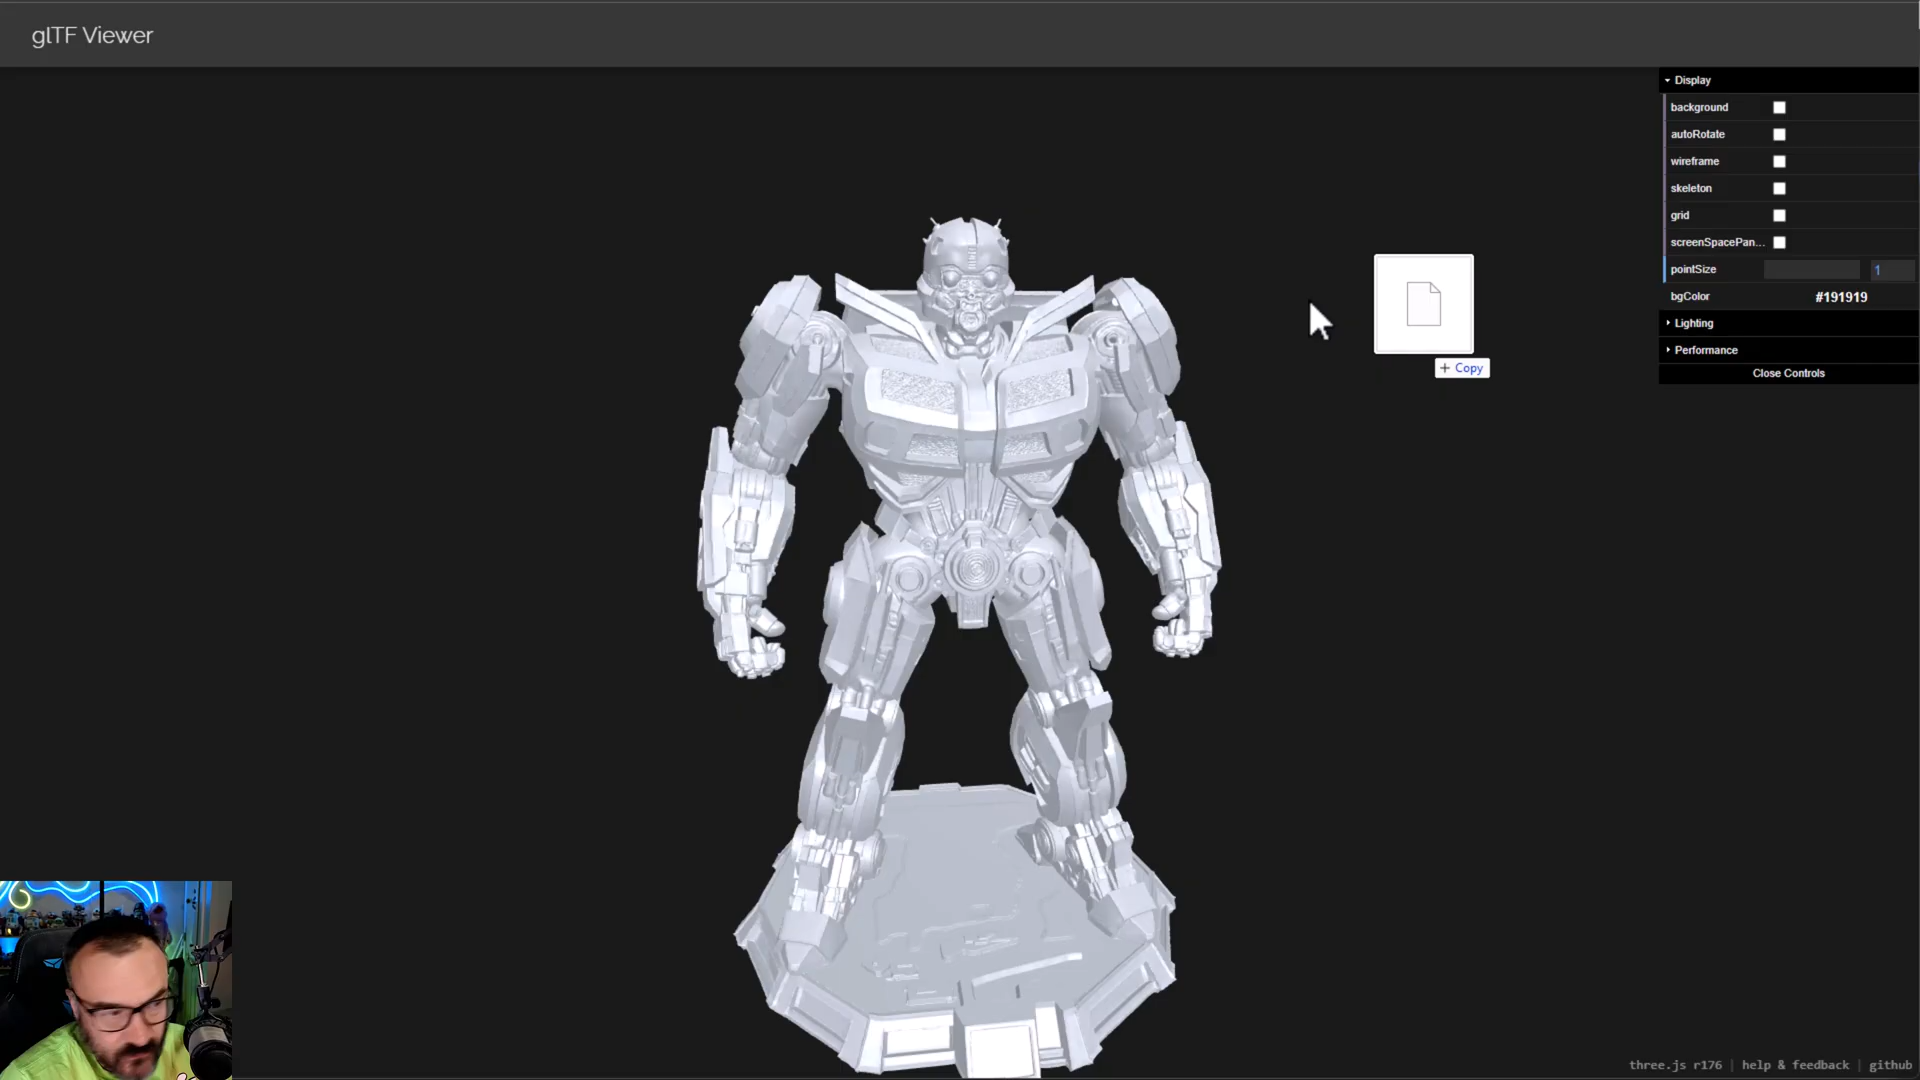 glTF Viewer
Display
background
autoRotate
wireframe
skeleton
grid
screenSpacePan...
pointSize 1
bgColor #191919
Lighting
Performance
Close Controls
+ Copy
three.js r176 | help & feedback | github